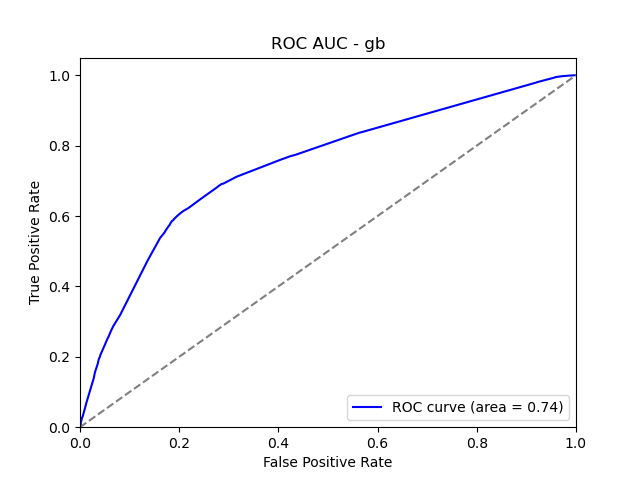 ROC AUC - gb
True Positive Rate
1.0
0.8
0.6
0.4
0.2
0.0
0.0 0.2 0.4 0.6 0.8 1.0
False Positive Rate
ROC curve (area = 0.74)